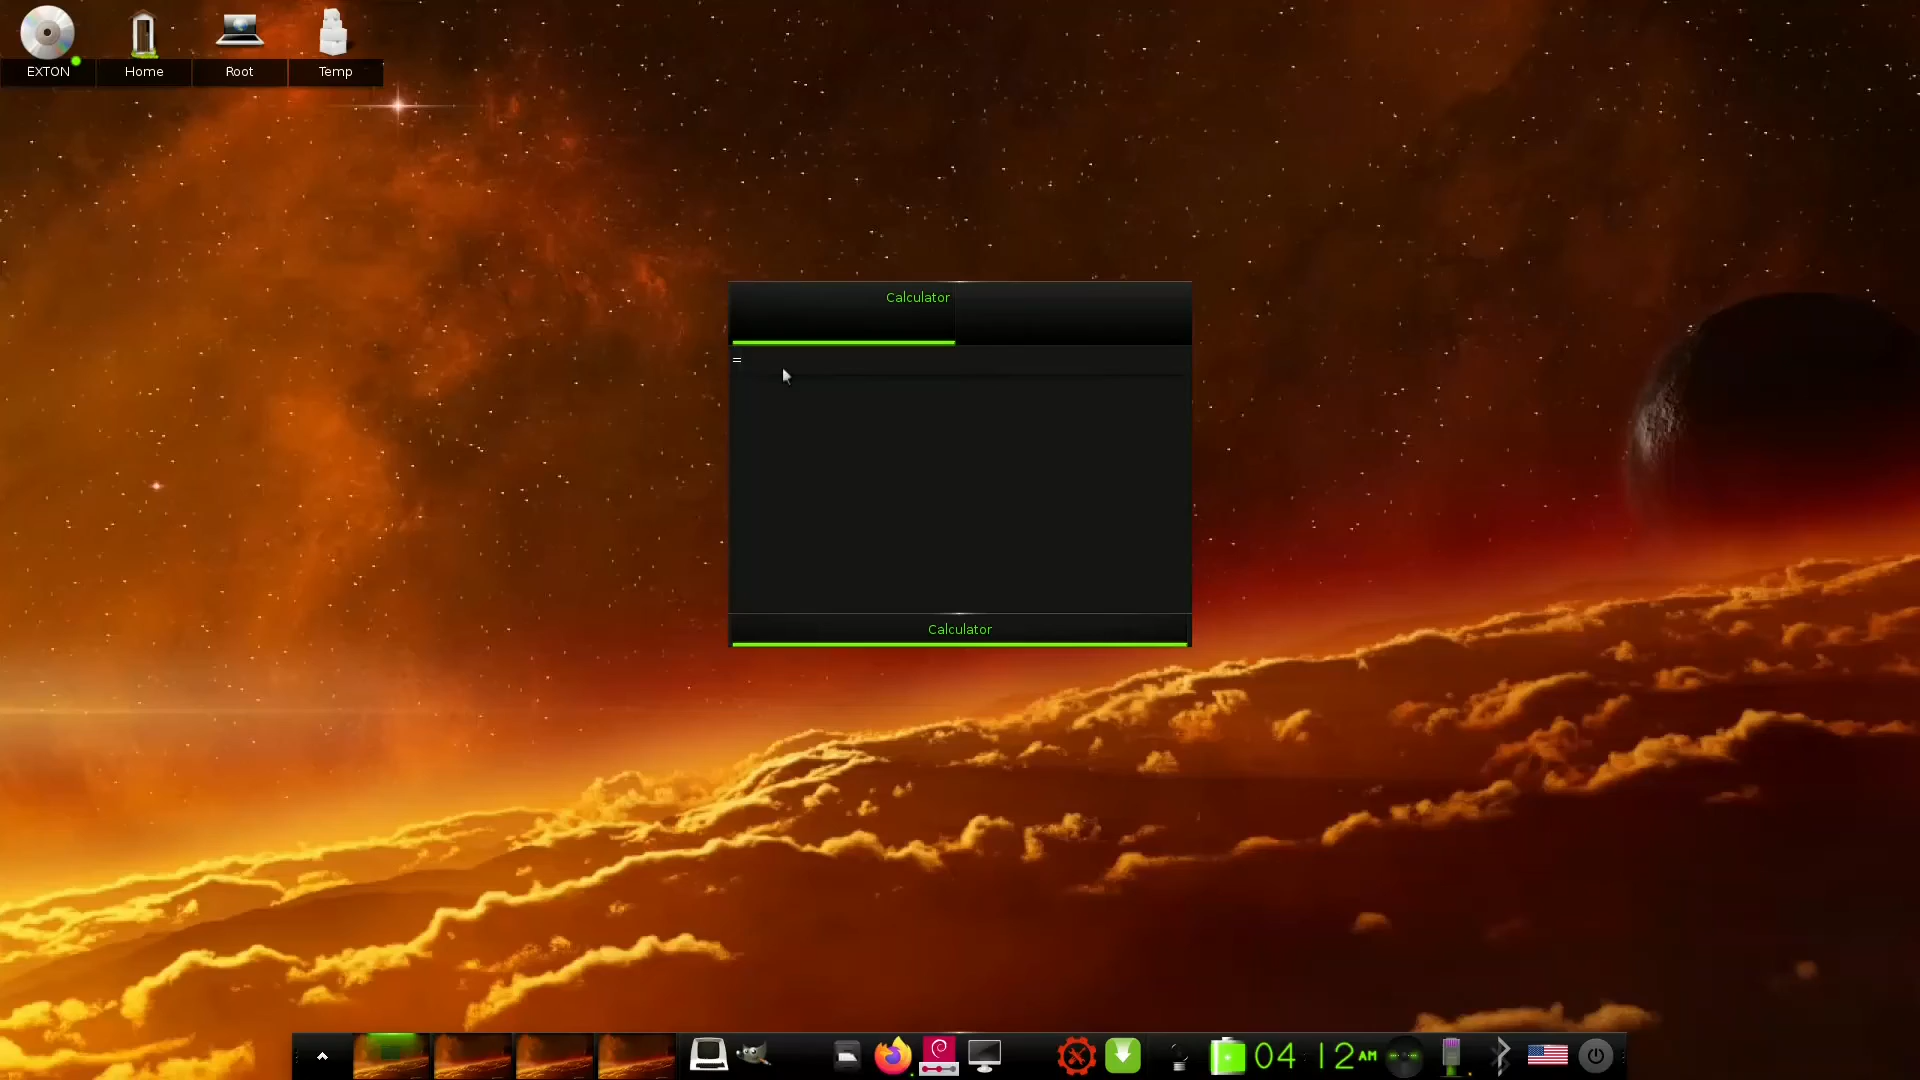 EXTON Home Root Temp
Calculator
=
Calculator
04 12 AM